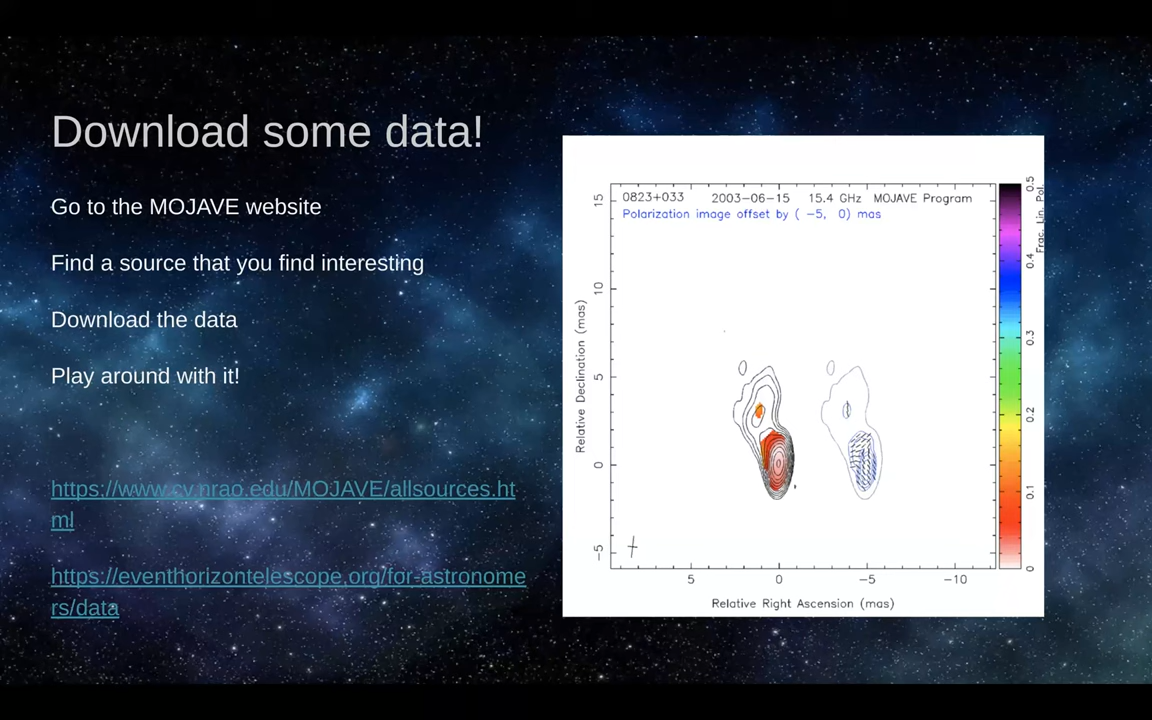 Download some data!
Go to the MOJAVE website
Find a source that you find interesting
Download the data
Play around with it!
https://www.cv.nrao.edu/MOJAVE/allsources.ht
ml
https://eventhorizontelescope.org/for-astronome
rs/data
0823+033 2003-06-15 15.4 GHz MOJAVE Program
Polarization image offset by ( -5, 0) mas
Relative Declination (mas)
15
10
5
0
-5
5 0 -5 -10
Relative Right Ascension (mas)
0.5
0.4
0.3
0.2
0.1
0
Frac. Lin. Pol.